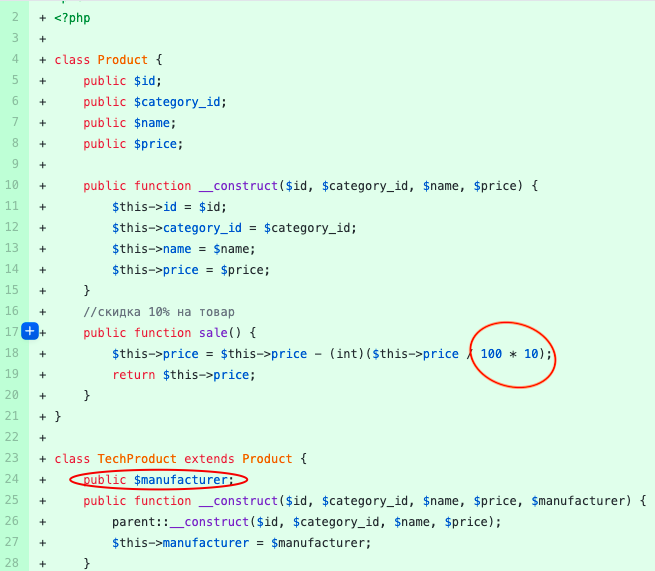 2 + <?php
3 +
4 + class Product {
5 +     public $id;
6 +     public $category_id;
7 +     public $name;
8 +     public $price;
9 +
10 +     public function __construct($id, $category_id, $name, $price) {
11 +         $this->id = $id;
12 +         $this->category_id = $category_id;
13 +         $this->name = $name;
14 +         $this->price = $price;
15 +     }
16 +     //скидка 10% на товар
17 +     public function sale() {
18 +         $this->price = $this->price - (int)($this->price / 100 * 10);
19 +         return $this->price;
20 +     }
21 + }
22 +
23 + class TechProduct extends Product {
24 +     public $manufacturer;
25 +     public function __construct($id, $category_id, $name, $price, $manufacturer) {
26 +         parent::__construct($id, $category_id, $name, $price);
27 +         $this->manufacturer = $manufacturer;
28 +     }